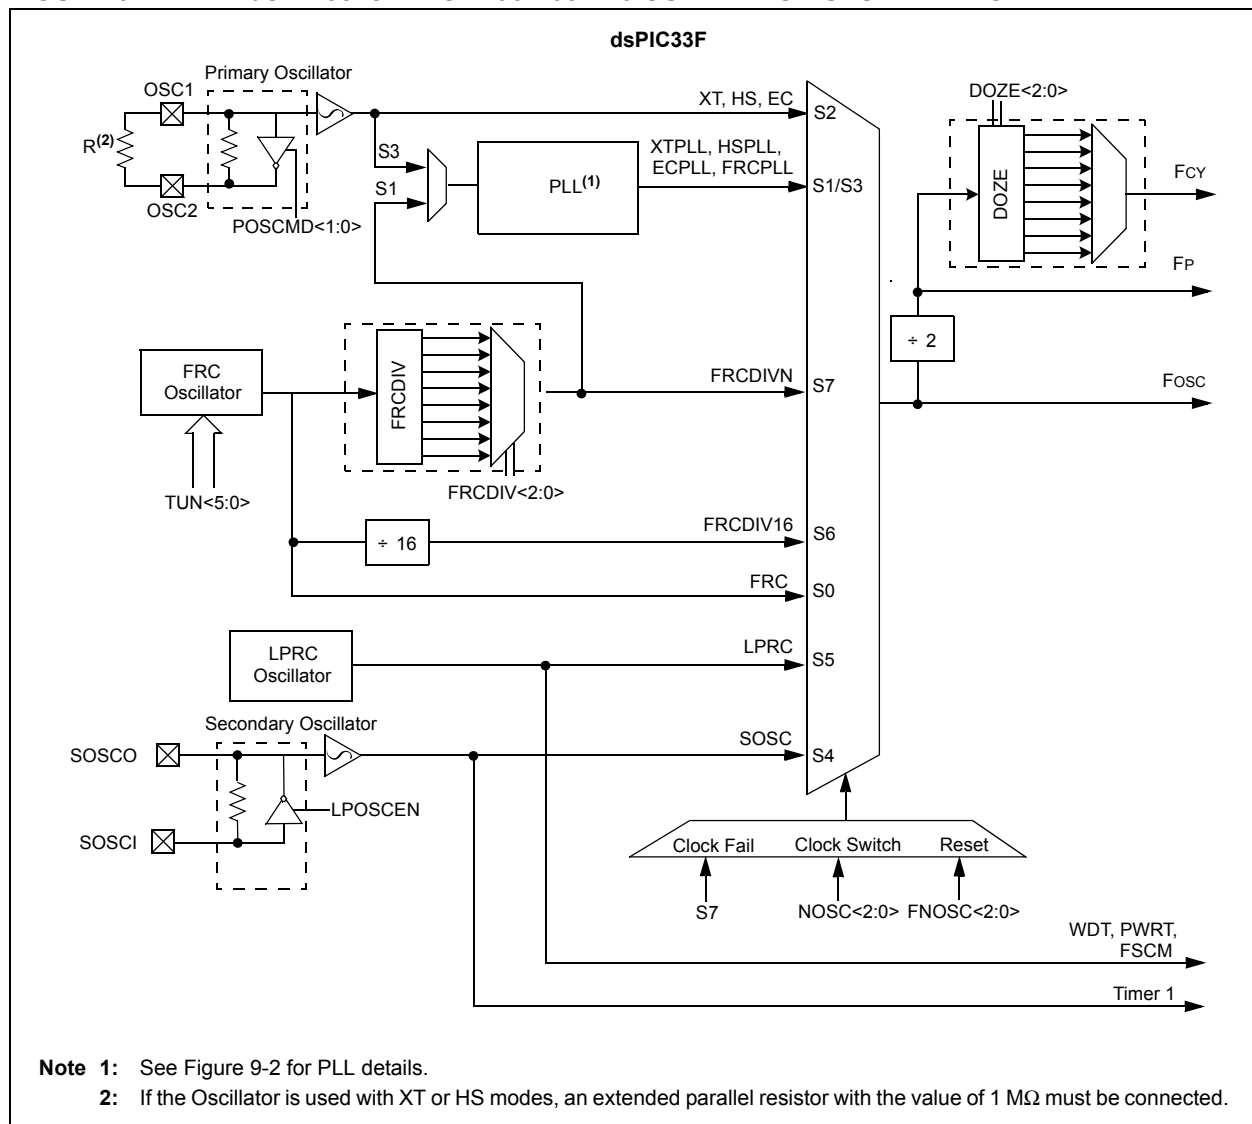 dsPIC33F
Primary Oscillator
OSC1
R(2)
OSC2
POSCMD<1:0>
S3
S1
PLL(1)
XT, HS, EC
XTPLL, HSPLL,
ECPLL, FRCPLL
S2
S1/S3
DOZE<2:0>
DOZE
FCY
FP
÷ 2
FOSC
FRC
Oscillator
TUN<5:0>
FRCDIV
FRCDIV<2:0>
FRCDIVN
S7
÷ 16
FRCDIV16
S6
FRC
S0
LPRC
Oscillator
LPRC
S5
Secondary Oscillator
SOSCO
SOSCI
LPOSCEN
SOSC
S4
Clock Fail
Clock Switch
Reset
S7
NOSC<2:0>
FNOSC<2:0>
WDT, PWRT,
FSCM
Timer 1
Note 1: See Figure 9-2 for PLL details.
2: If the Oscillator is used with XT or HS modes, an extended parallel resistor with the value of 1 MΩ must be connected.